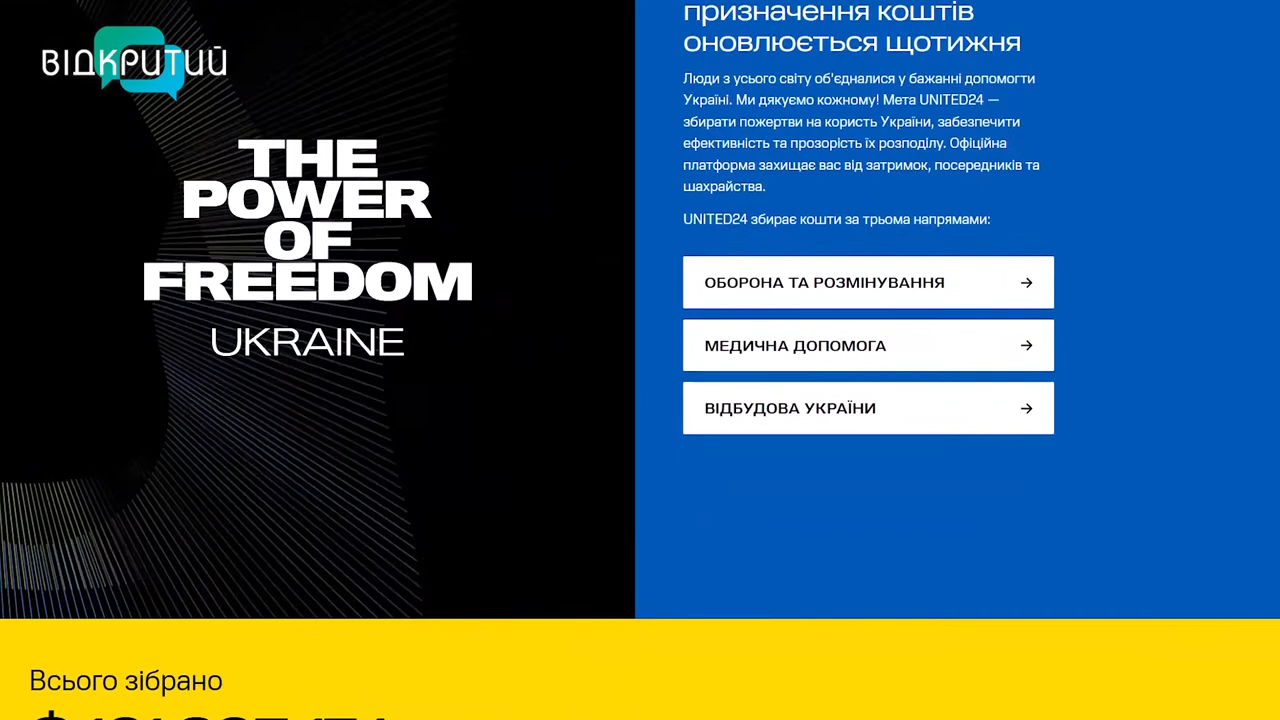 ВІДКРИТИЙ
THE
POWER
OF
FREEDOM
UKRAINE
призначення коштів
оновлюється щотижня
Люди з усього світу об'єдналися у бажанні допомогти
Україні. Ми дякуємо кожному! Мета UNITED24 —
збирати пожертви на користь України, забезпечити
ефективність та прозорість їх розподілу. Офіційна
платформа захищає вас від затримок, посередників та
шахрайства.
UNITED24 збирає кошти за трьома напрямами:
ОБОРОНА ТА РОЗМІНУВАННЯ →
МЕДИЧНА ДОПОМОГА →
ВІДБУДОВА УКРАЇНИ →
Всього зібрано